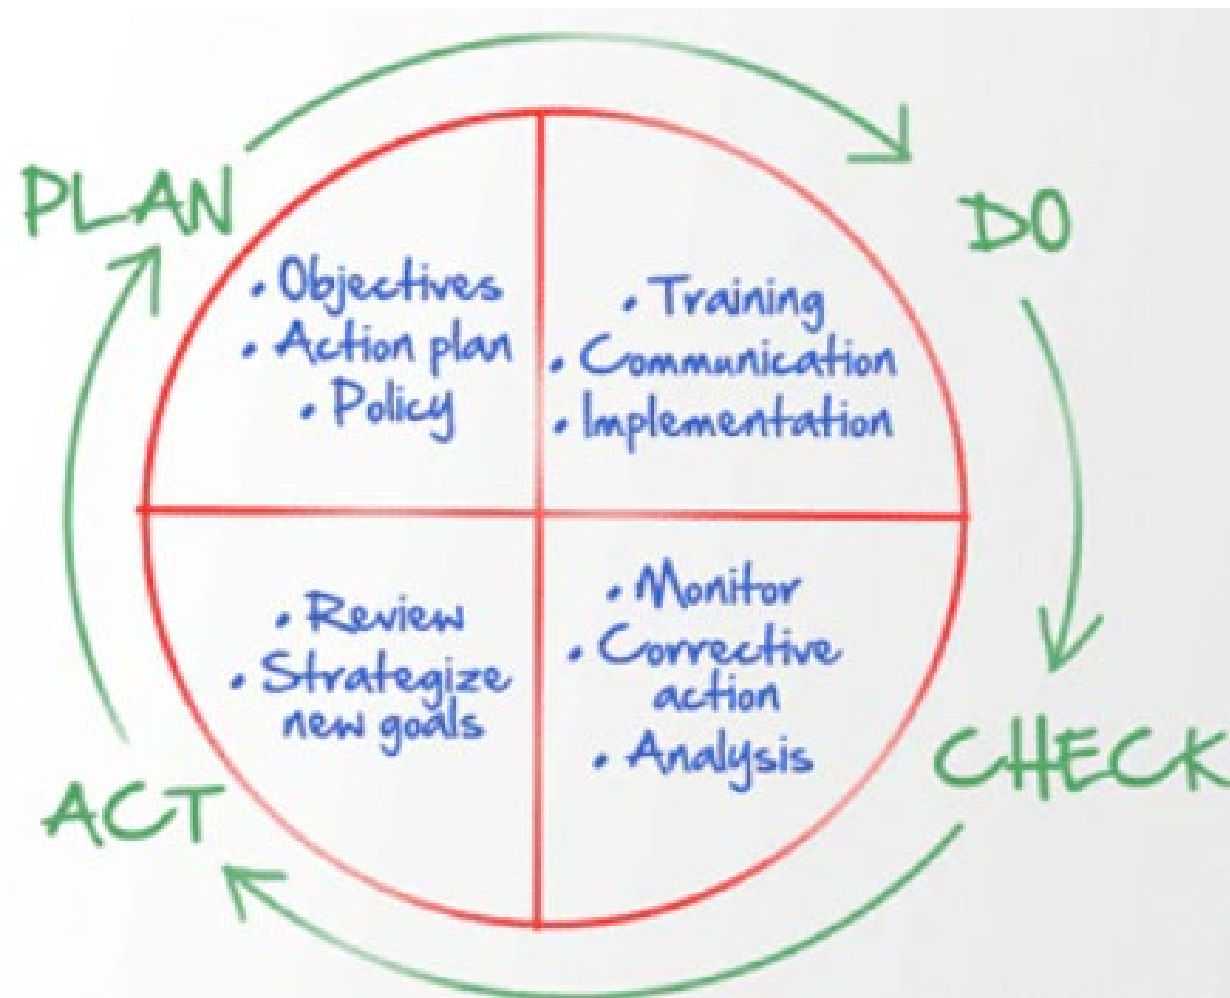 PLAN
• Objectives
• Action plan
• Policy
DO
• Training
• Communication
• Implementation
CHECK
• Monitor
• Corrective
action
• Analysis
ACT
• Review
• Strategize
new goals